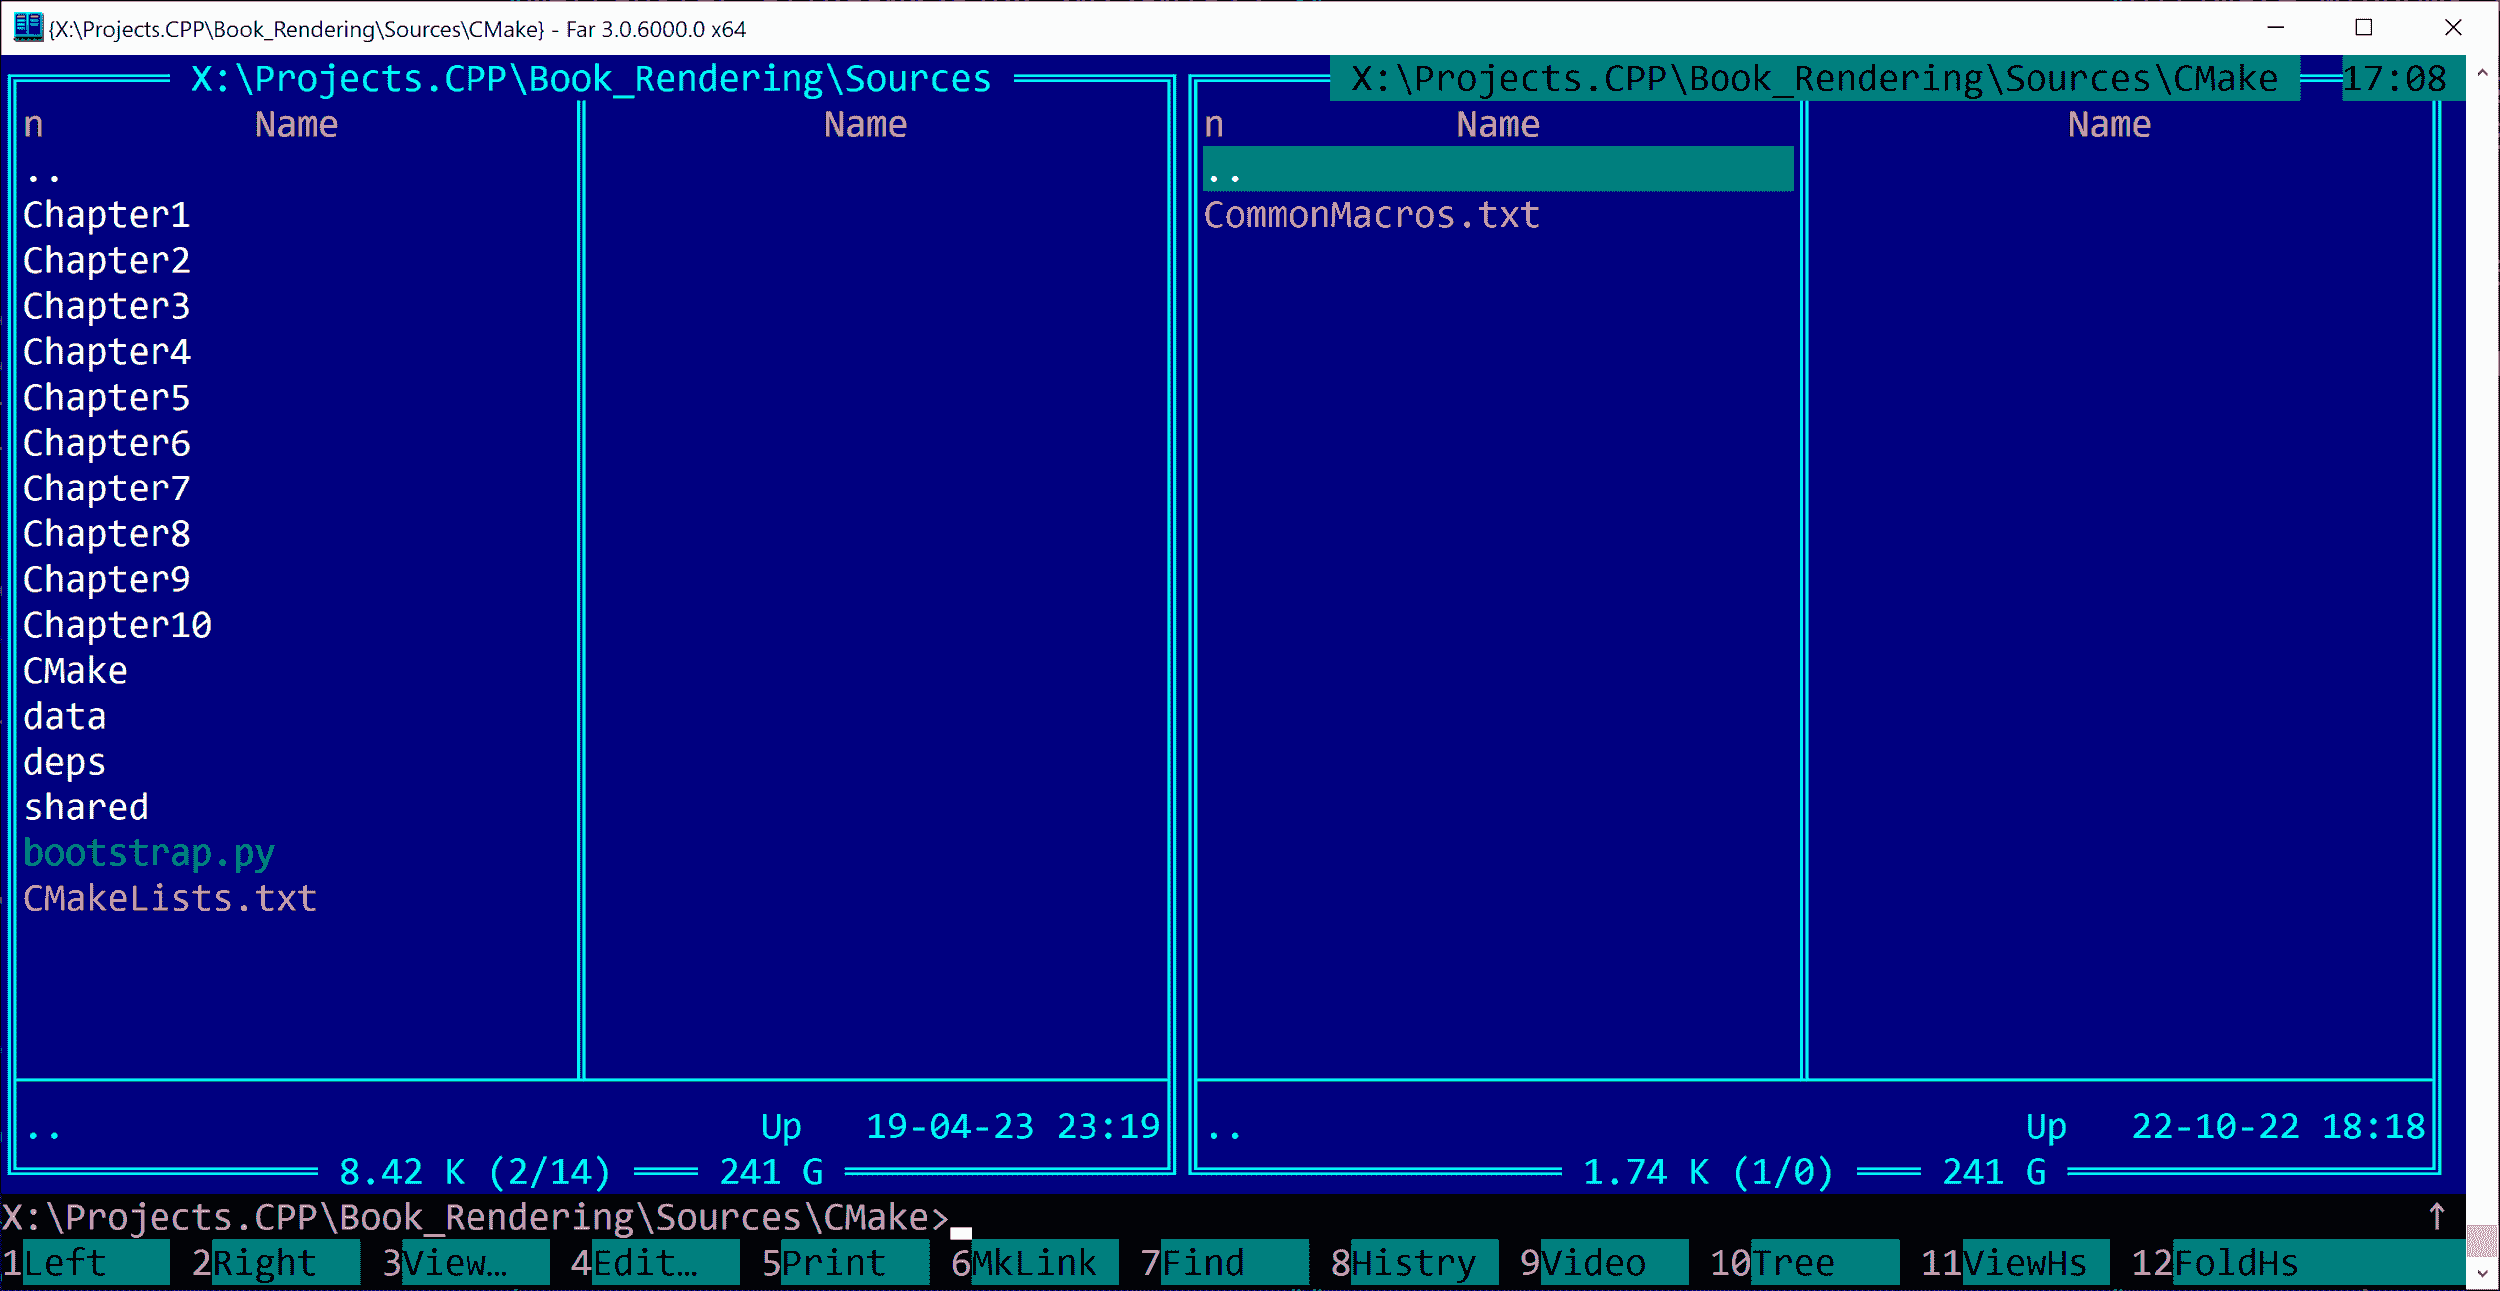 {X:\Projects.CPP\Book_Rendering\Sources\CMake} - Far 3.0.6000.0 x64
X:\Projects.CPP\Book_Rendering\Sources
n Name Name
..
Chapter1
Chapter2
Chapter3
Chapter4
Chapter5
Chapter6
Chapter7
Chapter8
Chapter9
Chapter10
CMake
data
deps
shared
bootstrap.py
CMakeLists.txt
.. Up 19-04-23 23:19
8.42 K (2/14) 241 G
X:\Projects.CPP\Book_Rendering\Sources\CMake 17:08
n Name Name
..
CommonMacros.txt
.. Up 22-10-22 18:18
1.74 K (1/0) 241 G
X:\Projects.CPP\Book_Rendering\Sources\CMake>_ ↑
1Left 2Right 3View… 4Edit… 5Print 6MkLink 7Find 8Histry 9Video 10Tree 11ViewHs 12FoldHs